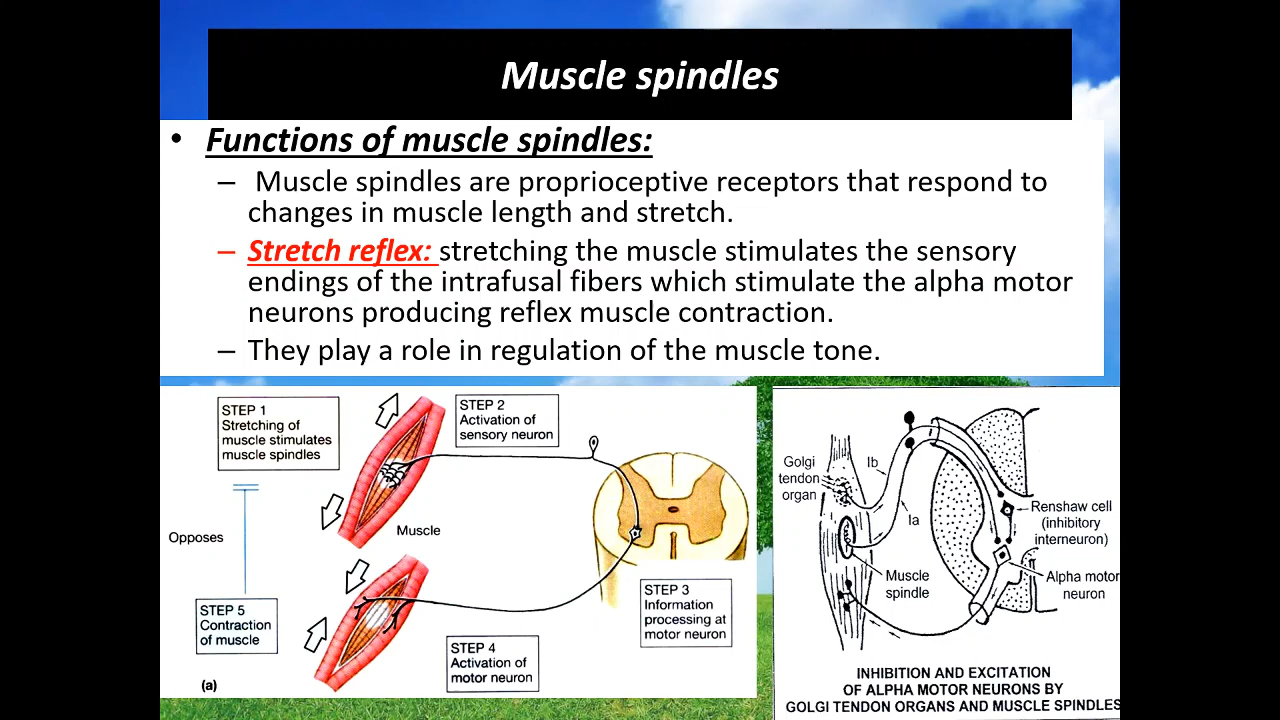 Muscle spindles
• Functions of muscle spindles:
– Muscle spindles are proprioceptive receptors that respond to
changes in muscle length and stretch.
– Stretch reflex: stretching the muscle stimulates the sensory
endings of the intrafusal fibers which stimulate the alpha motor
neurons producing reflex muscle contraction.
– They play a role in regulation of the muscle tone.
STEP 1
Stretching of
muscle stimulates
muscle spindles
STEP 2
Activation of
sensory neuron
Opposes
Muscle
STEP 3
Information
processing at
motor neuron
STEP 5
Contraction
of muscle
STEP 4
Activation of
motor neuron
(a)
Golgi
tendon
organ
Ib
Ia
Renshaw cell
(inhibitory
interneuron)
Muscle
spindle
Alpha motor
neuron
INHIBITION AND EXCITATION
OF ALPHA MOTOR NEURONS BY
GOLGI TENDON ORGANS AND MUSCLE SPINDLES